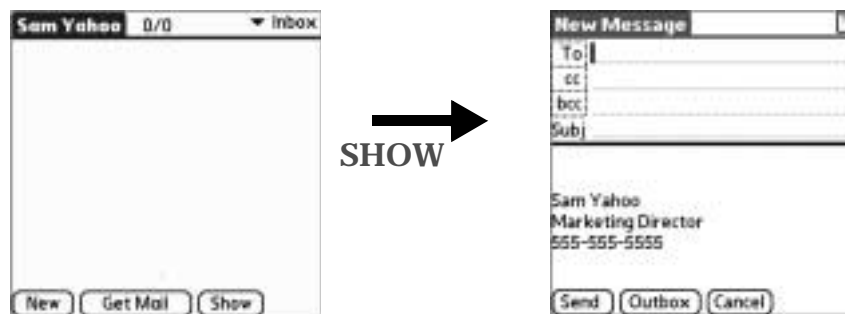 Sam Yahoo 0/0 Inbox
New Get Mail Show
SHOW
New Message
To
cc
bcc
Subj
Sam Yahoo
Marketing Director
555-555-5555
Send Outbox Cancel